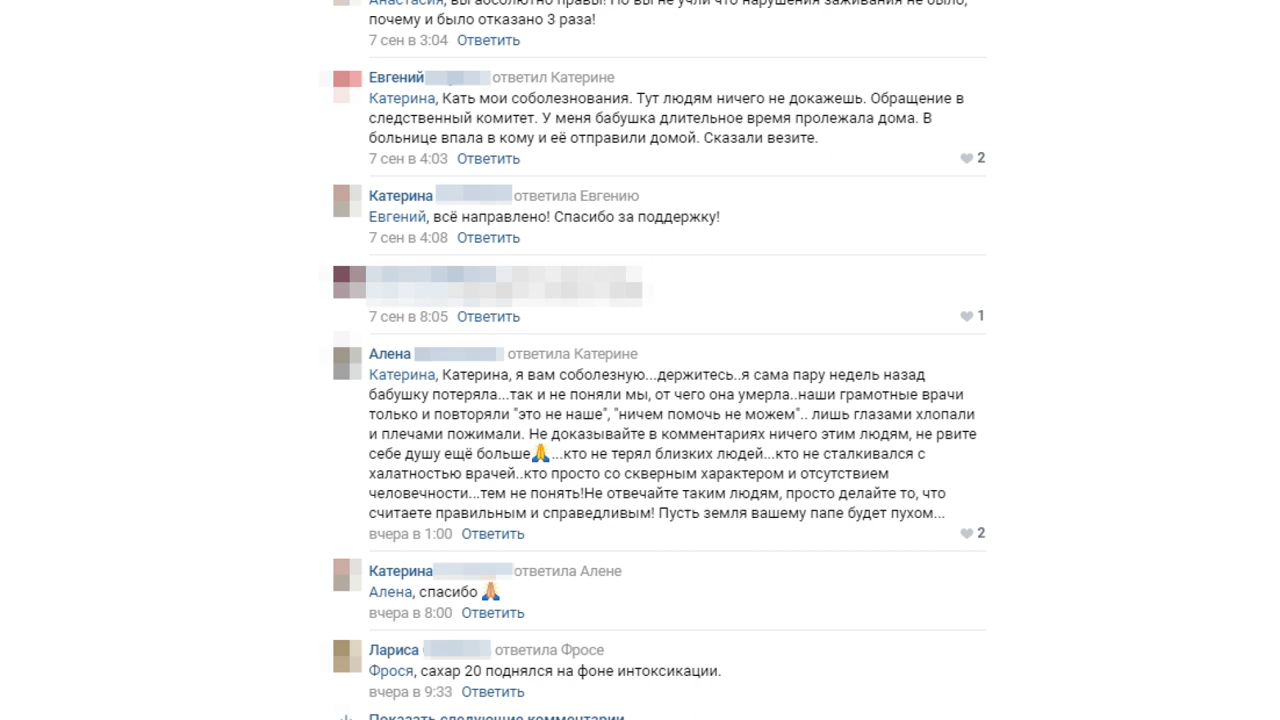 Анастасия, вы абсолютно правы! Но вы не учли что нарушения заживания не было,
почему и было отказано 3 раза!
7 сен в 3:04 Ответить
Евгений ответил Катерине
Катерина, Кать мои соболезнования. Тут людям ничего не докажешь. Обращение в
следственный комитет. У меня бабушка длительное время пролежала дома. В
больнице впала в кому и её отправили домой. Сказали везите.
7 сен в 4:03 Ответить 2
Катерина ответила Евгению
Евгений, всё направлено! Спасибо за поддержку!
7 сен в 4:08 Ответить
7 сен в 8:05 Ответить 1
Алена ответила Катерине
Катерина, Катерина, я вам соболезную...держитесь..я сама пару недель назад
бабушку потеряла...так и не поняли мы, от чего она умерла..наши грамотные врачи
только и повторяли "это не наше", "ничем помочь не можем".. лишь глазами хлопали
и плечами пожимали. Не доказывайте в комментариях ничего этим людям, не рвите
себе душу ещё больше🙏...кто не терял близких людей...кто не сталкивался с
халатностью врачей..кто просто со скверным характером и отсутствием
человечности...тем не понять!Не отвечайте таким людям, просто делайте то, что
считаете правильным и справедливым! Пусть земля вашему папе будет пухом...
вчера в 1:00 Ответить 2
Катерина ответила Алене
Алена, спасибо 🙏
вчера в 8:00 Ответить
Лариса ответила Фросе
Фрося, сахар 20 поднялся на фоне интоксикации.
вчера в 9:33 Ответить
Показать следующие комментарии